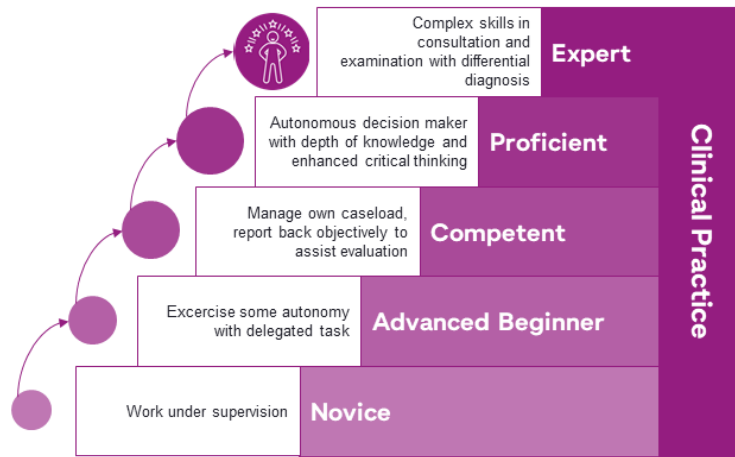 Complex skills in
consultation and
examination with differential
diagnosis
Expert
Autonomous decision maker
with depth of knowledge and
enhanced critical thinking
Proficient
Manage own caseload,
report back objectively to
assist evaluation
Competent
Excercise some autonomy
with delegated task
Advanced Beginner
Work under supervision
Novice
Clinical Practice